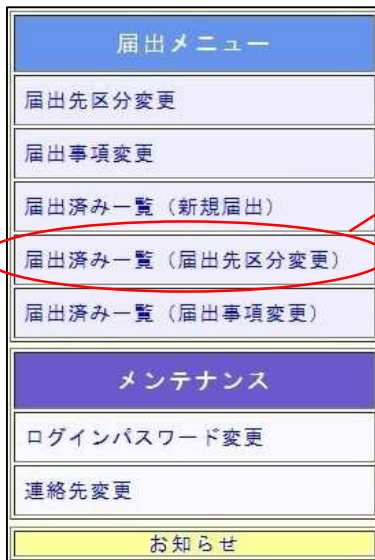 届出メニュー
届出先区分変更
届出事項変更
届出済み一覧（新規届出）
届出済み一覧（届出先区分変更）
届出済み一覧（届出事項変更）
メンテナンス
ログインパスワード変更
連絡先変更
お知らせ